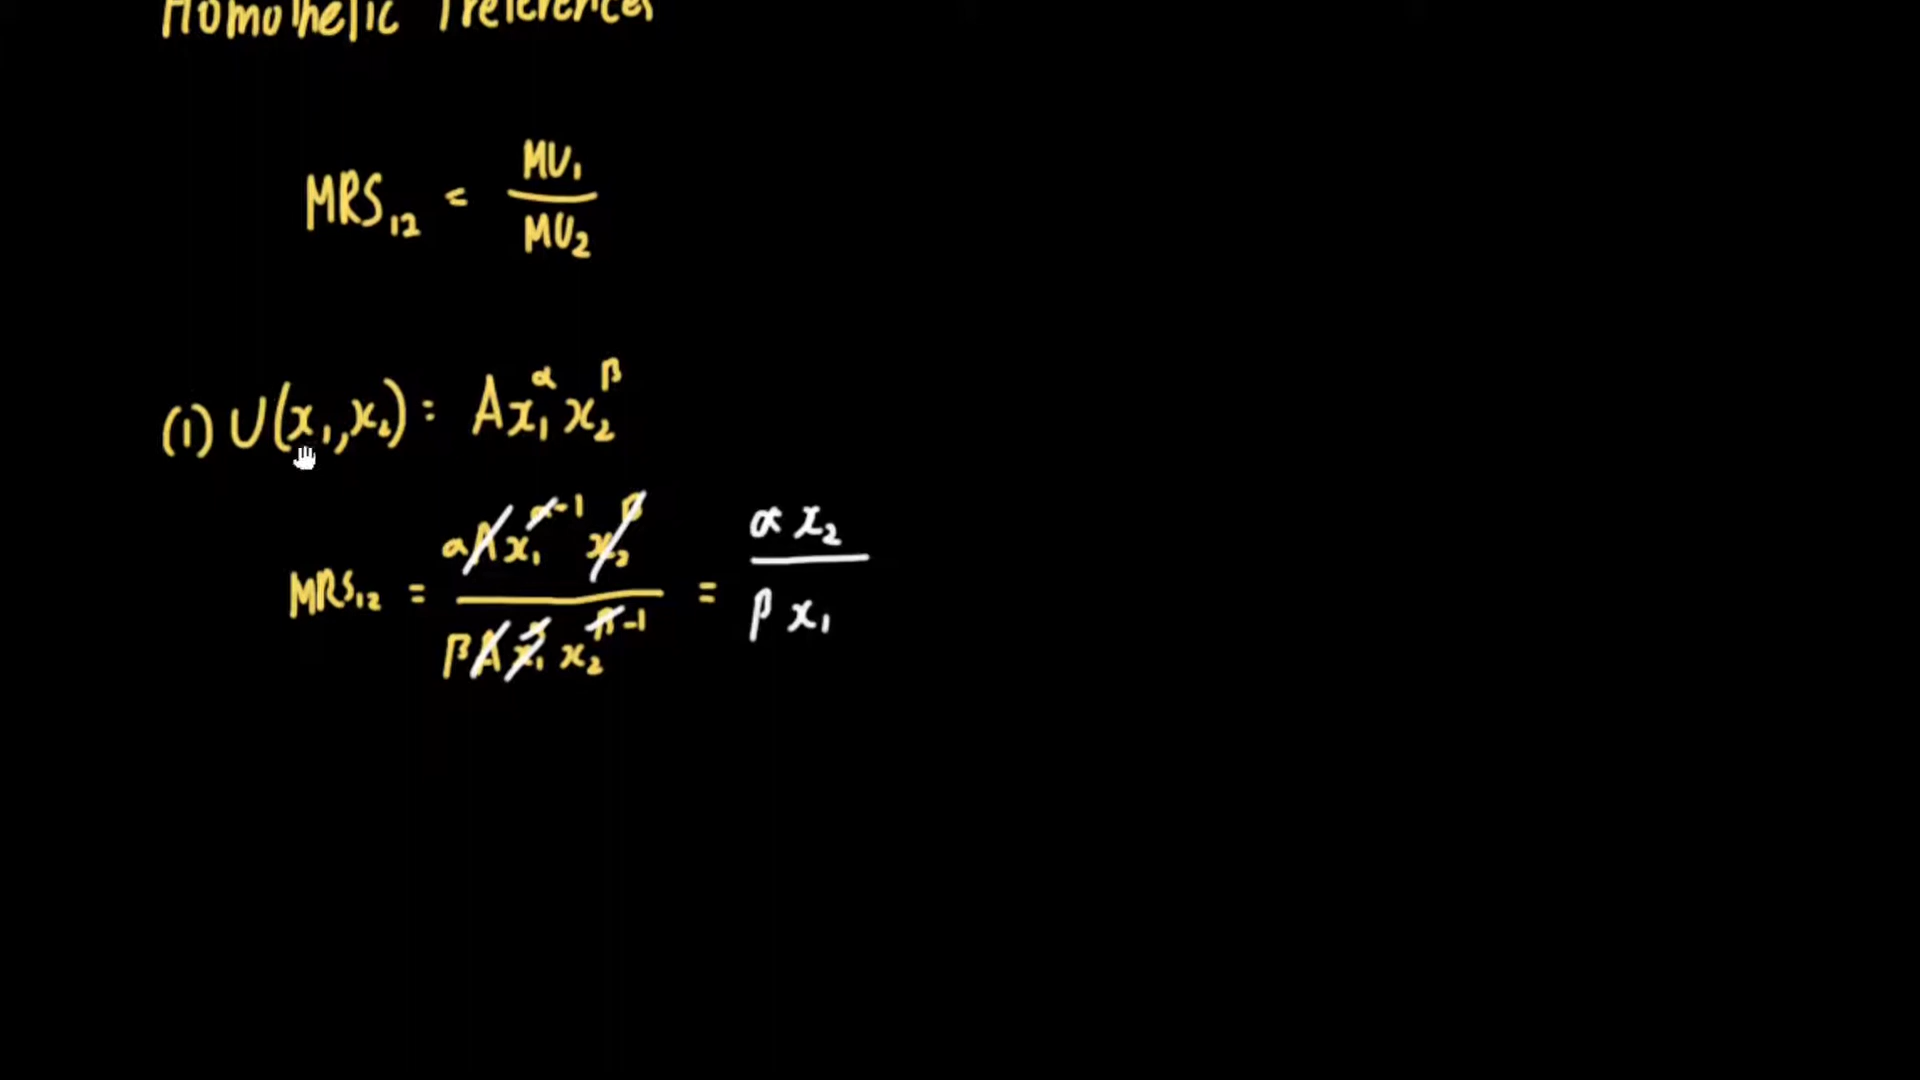 Homothetic Preferences
MRS₁₂ = MU₁ / MU₂
(1) U(x₁,x₂) = Ax₁^α x₂^β
MRS₁₂ = αAx₁^(α-1) x₂^β / βAx₁^α x₂^(β-1) = αx₂ / βx₁